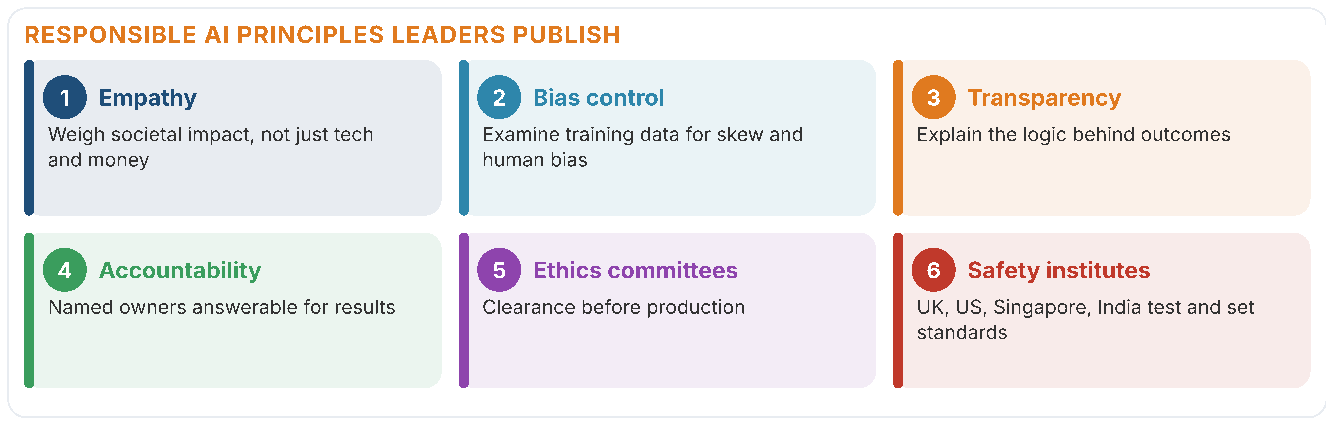 RESPONSIBLE AI PRINCIPLES LEADERS PUBLISH
1 Empathy
Weigh societal impact, not just tech
and money
2 Bias control
Examine training data for skew and
human bias
3 Transparency
Explain the logic behind outcomes
4 Accountability
Named owners answerable for results
5 Ethics committees
Clearance before production
6 Safety institutes
UK, US, Singapore, India test and set
standards